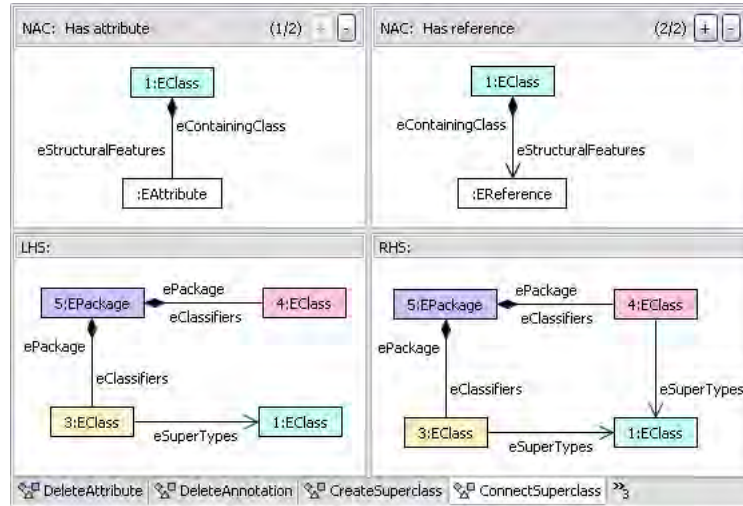 NAC: Has attribute (1/2) + -
NAC: Has reference (2/2) + -
1:EClass
eContainingClass
eStructuralFeatures
:EAttribute
1:EClass
eContainingClass
eStructuralFeatures
:EReference
LHS:
5:EPackage
ePackage
eClassifiers
4:EClass
ePackage
eClassifiers
3:EClass
eSuperTypes
1:EClass
RHS:
5:EPackage
ePackage
eClassifiers
4:EClass
ePackage
eClassifiers
eSuperTypes
3:EClass
eSuperTypes
1:EClass
DeleteAttribute DeleteAnnotation CreateSuperclass ConnectSuperclass »3